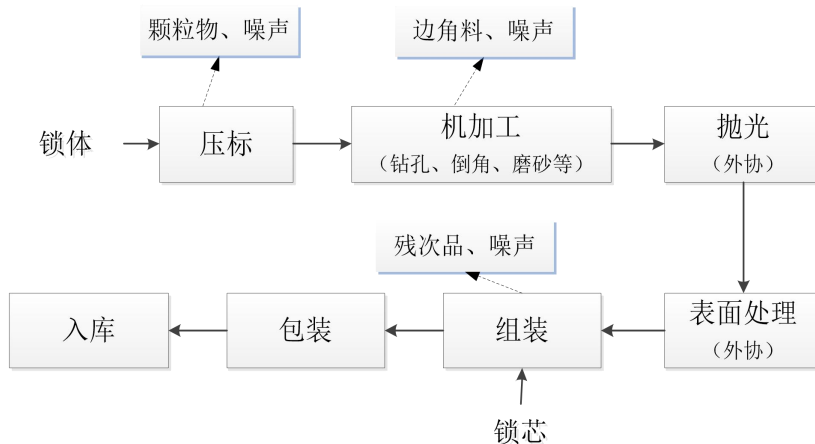 颗粒物、噪声
边角料、噪声
锁体
压标
机加工
（钻孔、倒角、磨砂等）
抛光
（外协）
残次品、噪声
入库
包装
组装
表面处理
（外协）
锁芯